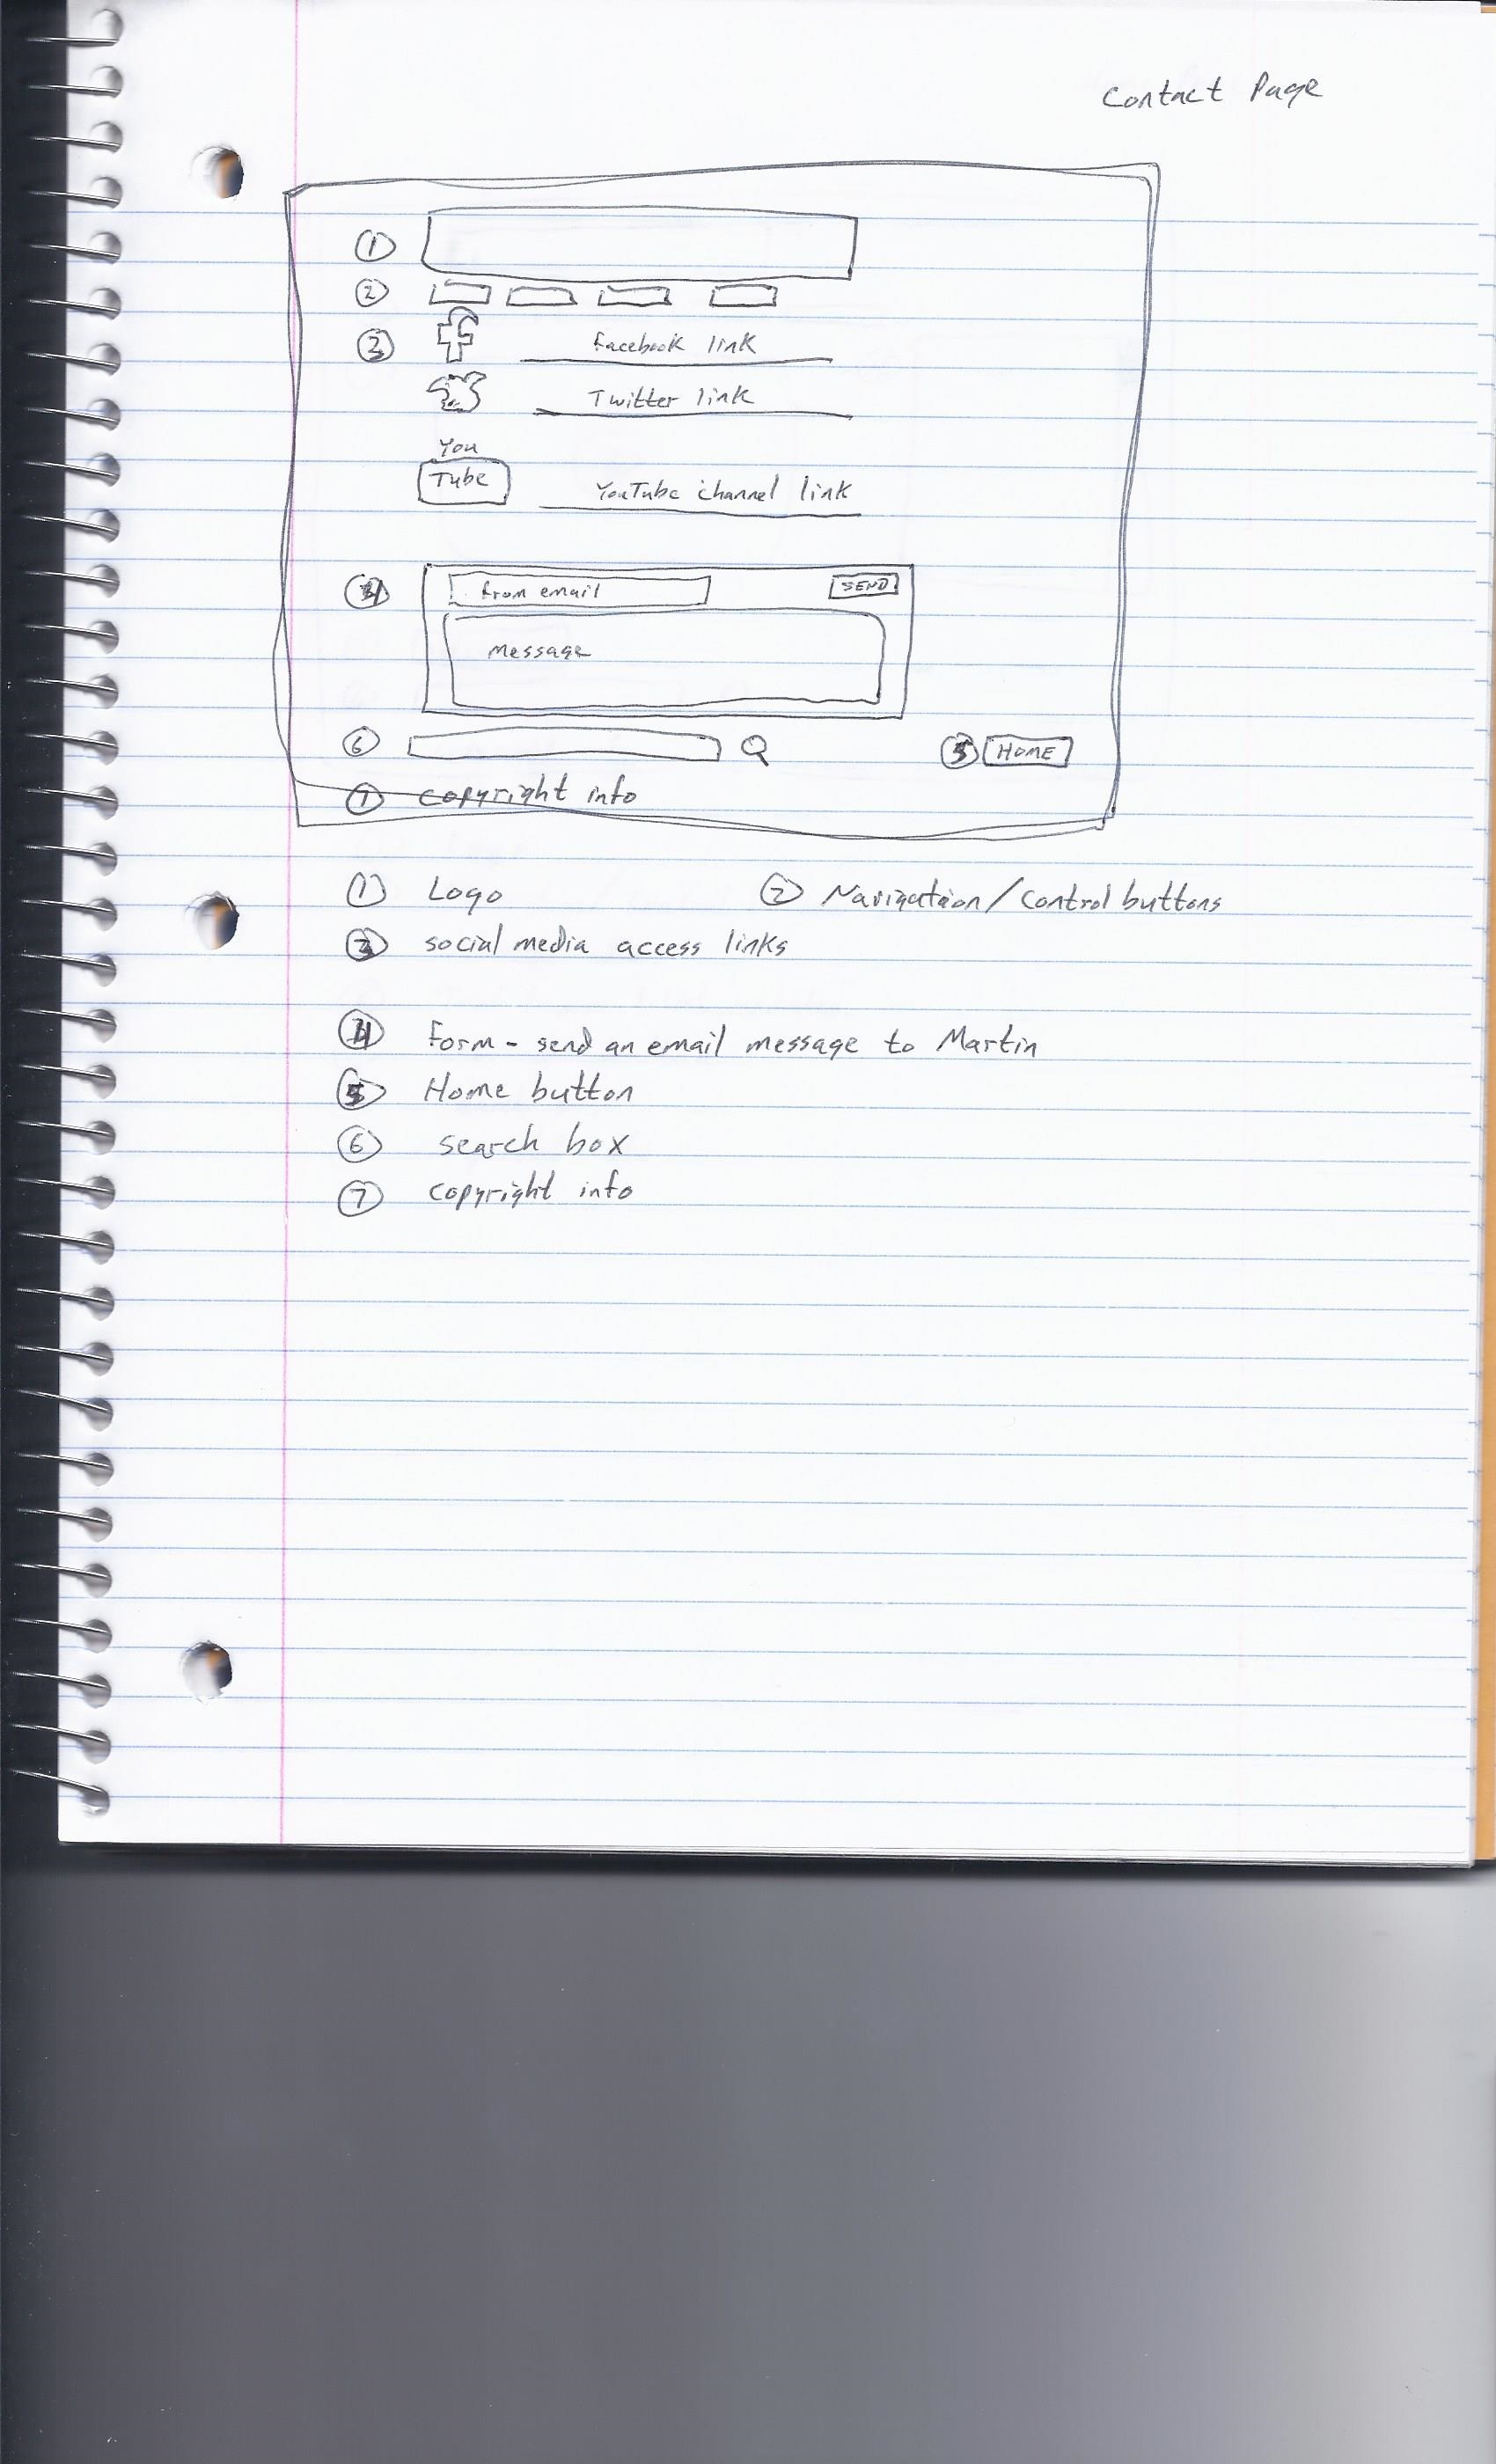 Contact Page
1
2
3 facebook link
Twitter link
You
Tube YouTube channel link
4 from email SEND
Message
6 5 HOME
7 copyright info
1 Logo 2 Navigation/Control buttons
3 social media access links
4 Form - send an email message to Martin
5 Home button
6 search box
7 copyright info